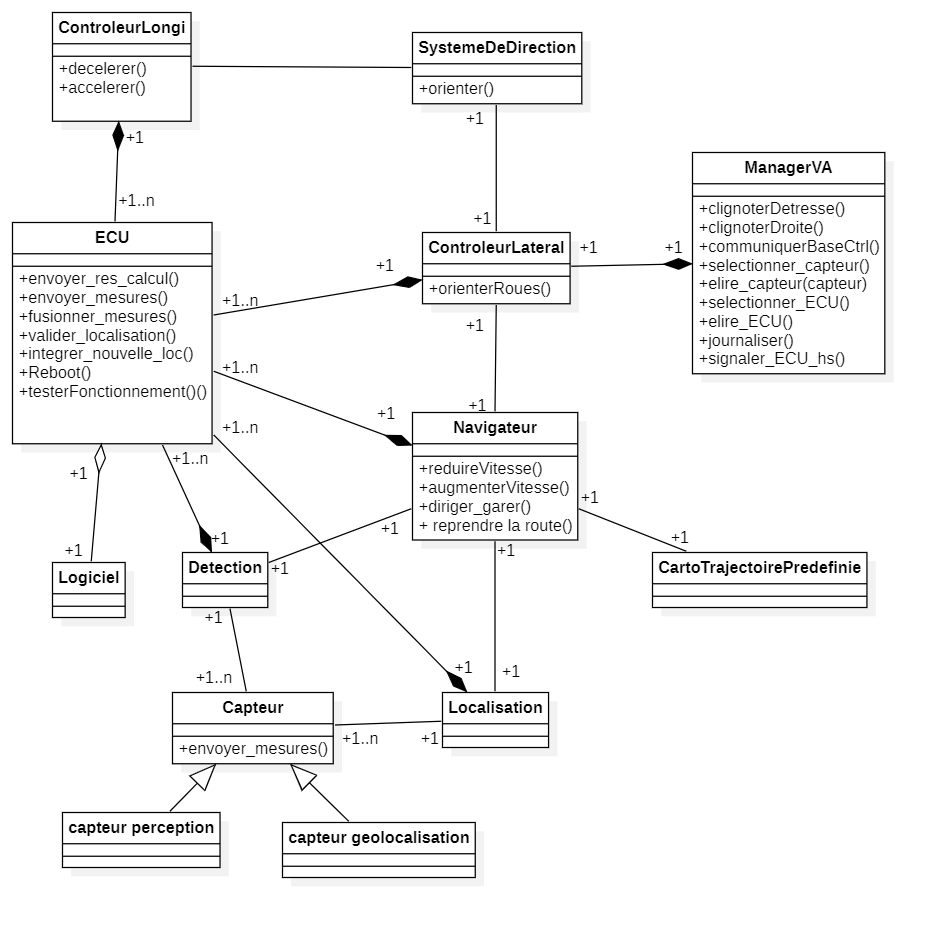 ControleurLongi
+decelerer()
+accelerer()
SystemeDeDirection
+orienter()
+1
+1
+1..n
+1
ManagerVA
+clignoterDetresse()
+clignoterDroite()
+communiquerBaseCtrl()
+selectionner_capteur()
+elire_capteur(capteur)
+selectionner_ECU()
+elire_ECU()
+journaliser()
+signaler_ECU_hs()
ECU
+envoyer_res_calcul()
+envoyer_mesures()
+fusionner_mesures()
+valider_localisation()
+integrer_nouvelle_loc()
+Reboot()
+testerFonctionnement()()
ControleurLateral
+orienterRoues()
+1
+1
+1
+1..n
+1
+1..n
+1
+1
+1..n
Navigateur
+reduireVitesse()
+augmenterVitesse()
+diriger_garer()
+ reprendre la route()
+1..n
+1
+1
+1
+1
+1
+1
+1
+1
Logiciel
Detection
CartoTrajectoirePredefinie
+1
+1
+1
+1..n
Capteur
+envoyer_mesures()
Localisation
+1..n
+1
capteur perception
capteur geolocalisation